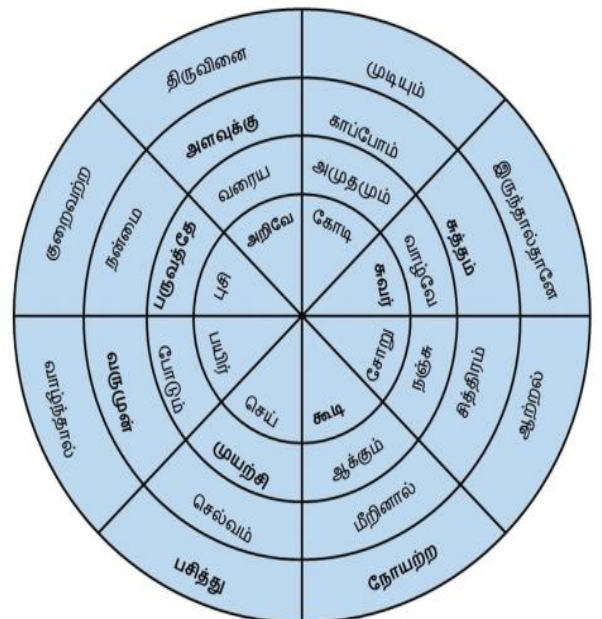 திருவினை முடியும்
அளவுக்கு காப்போம்
வரைய அமுதமும்
அறிவே கோடி
குறைவற்ற நன்மை பருவத்தே புசி
சுவர் வாழ்வே சுத்தம் இருந்தால்தானே
வாழ்ந்தால் வருமுன் போடும் பயிர்
சோறு நஞ்சு சித்திரம் ஆற்றல்
செய் கூடி
முயற்சி ஆக்கும்
செல்வம் மீறினால்
பசித்து நோயற்ற